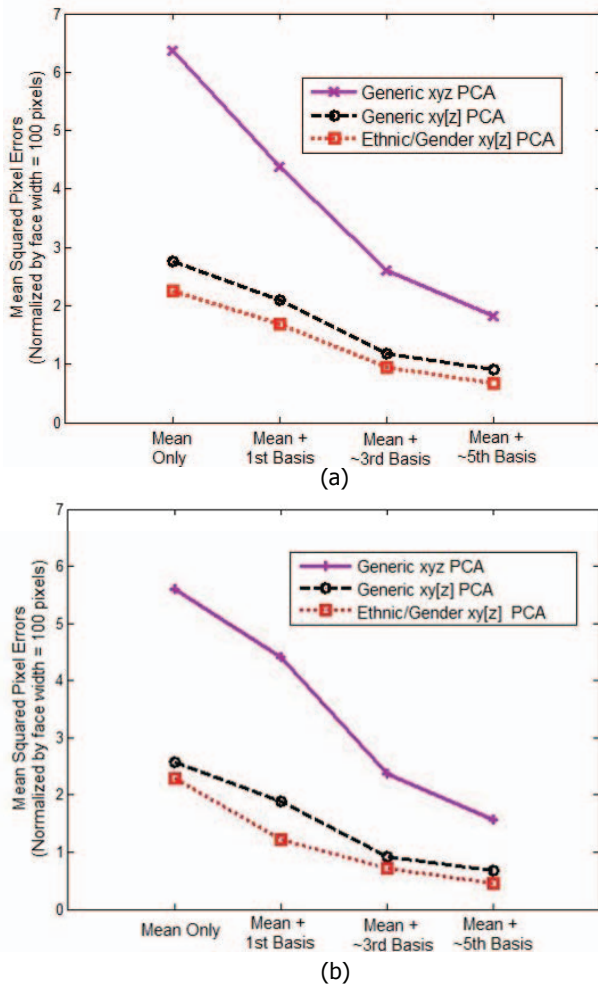 7
6
5
4
3
2
1
0
Mean Squared Pixel Errors
(Normalized by face width = 100 pixels)
Generic xyz PCA
Generic xy[z] PCA
Ethnic/Gender xy[z] PCA
Mean
Only
Mean +
1st Basis
Mean +
~3rd Basis
Mean +
~5th Basis
(a)
7
6
5
4
3
2
1
0
Mean Squared Pixel Errors
(Normalized by face width = 100 pixels)
Generic xyz PCA
Generic xy[z] PCA
Ethnic/Gender xy[z] PCA
Mean Only
Mean +
1st Basis
Mean +
~3rd Basis
Mean +
~5th Basis
(b)